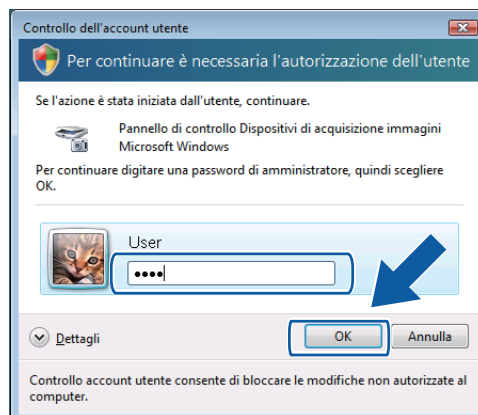 Controllo dell'account utente
Per continuare è necessaria l'autorizzazione dell'utente
Se l'azione è stata iniziata dall'utente, continuare.
Pannello di controllo Dispositivi di acquisizione immagini
Microsoft Windows
Per continuare digitare una password di amministratore, quindi scegliere
OK.
User
••••
Dettagli
OK
Annulla
Controllo account utente consente di bloccare le modifiche non autorizzate al
computer.